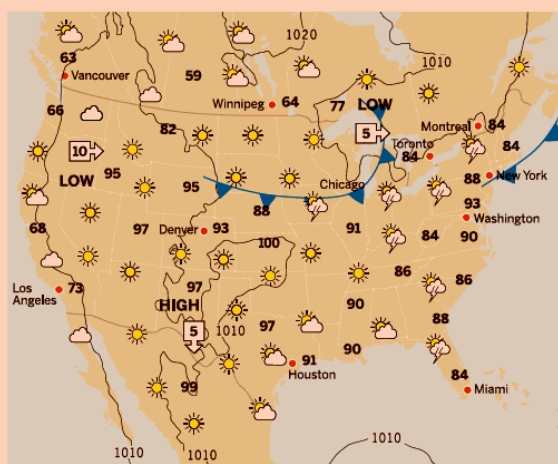 1020
1010
63
Vancouver
59
66
Winnipeg
64
77
LOW
82
10
5
Montreal
84
Toronto
84
84
95
LOW
95
Chicago
88
New York
88
93
Washington
68
97
Denver
93
91
84
90
100
Los
Angeles
73
97
HIGH
86
86
90
5
1010
97
88
90
91
Houston
99
84
Miami
1010
1010
1010